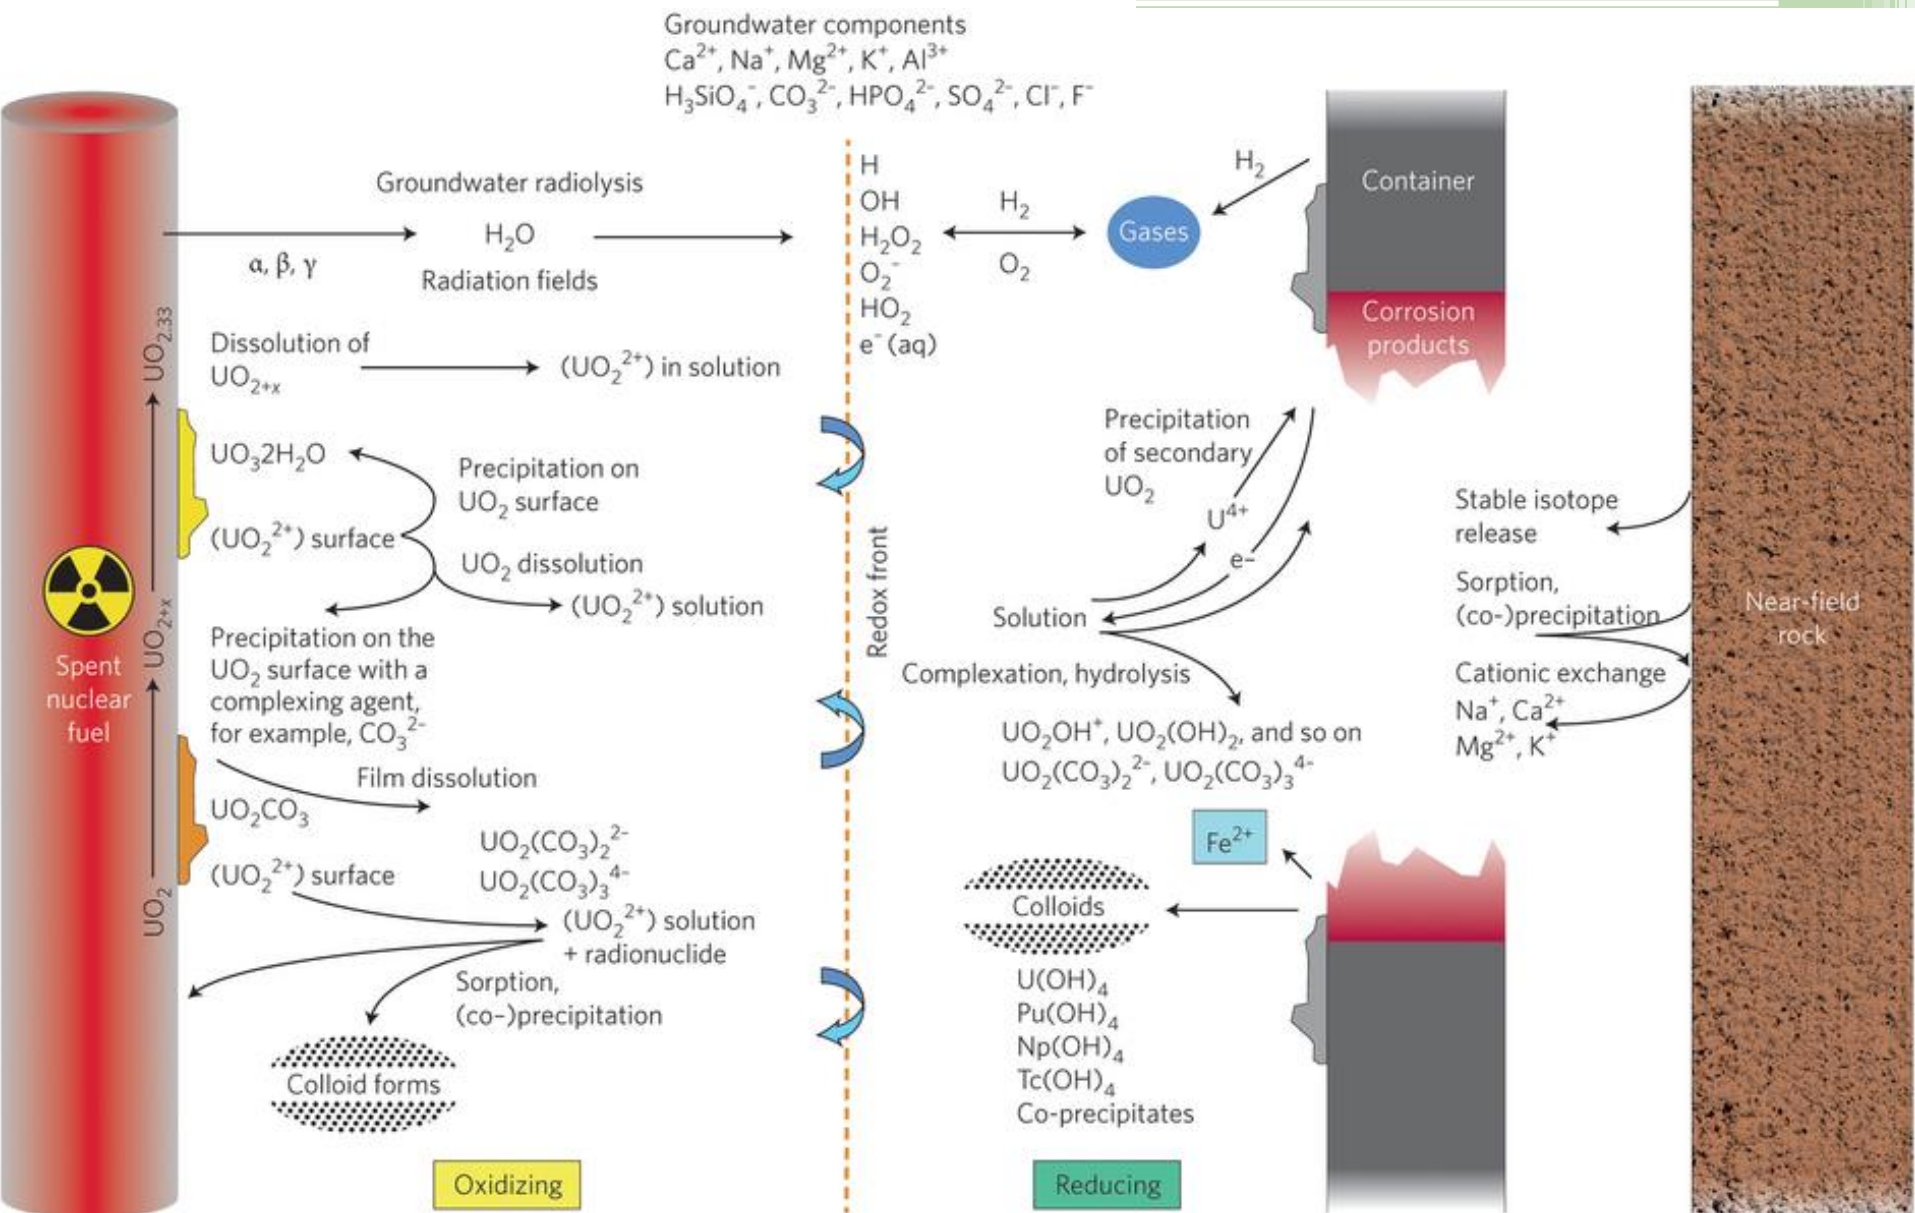 Groundwater components
Ca²⁺, Na⁺, Mg²⁺, K⁺, Al³⁺
H₃SiO₄⁻, CO₃²⁻, HPO₄²⁻, SO₄²⁻, Cl⁻, F⁻
Groundwater radiolysis
α, β, γ
H₂O
Radiation fields
H
OH
H₂O₂
O₂⁻
HO₂
e⁻ (aq)
H₂
O₂
Gases
H₂
Container
Corrosion
products
Dissolution of
UO₂₊ₓ
(UO₂²⁺) in solution
UO₃2H₂O
Precipitation on
UO₂ surface
(UO₂²⁺) surface
UO₂ dissolution
(UO₂²⁺) solution
Precipitation on the
UO₂ surface with a
complexing agent,
for example, CO₃²⁻
Film dissolution
UO₂CO₃
UO₂(CO₃)₂²⁻
UO₂(CO₃)₃⁴⁻
(UO₂²⁺) surface
(UO₂²⁺) solution
+ radionuclide
Sorption,
(co-)precipitation
Colloid forms
Oxidizing
UO₂.₃₃
UO₂₊ₓ
UO₂
Spent
nuclear
fuel
Redox front
Precipitation
of secondary
UO₂
U⁴⁺
e-
Solution
Complexation, hydrolysis
UO₂OH⁺, UO₂(OH)₂, and so on
UO₂(CO₃)₂²⁻, UO₂(CO₃)₃⁴⁻
Fe²⁺
Colloids
U(OH)₄
Pu(OH)₄
Np(OH)₄
Tc(OH)₄
Co-precipitates
Reducing
Stable isotope
release
Sorption,
(co-)precipitation
Cationic exchange
Na⁺, Ca²⁺
Mg²⁺, K⁺
Near-field
rock